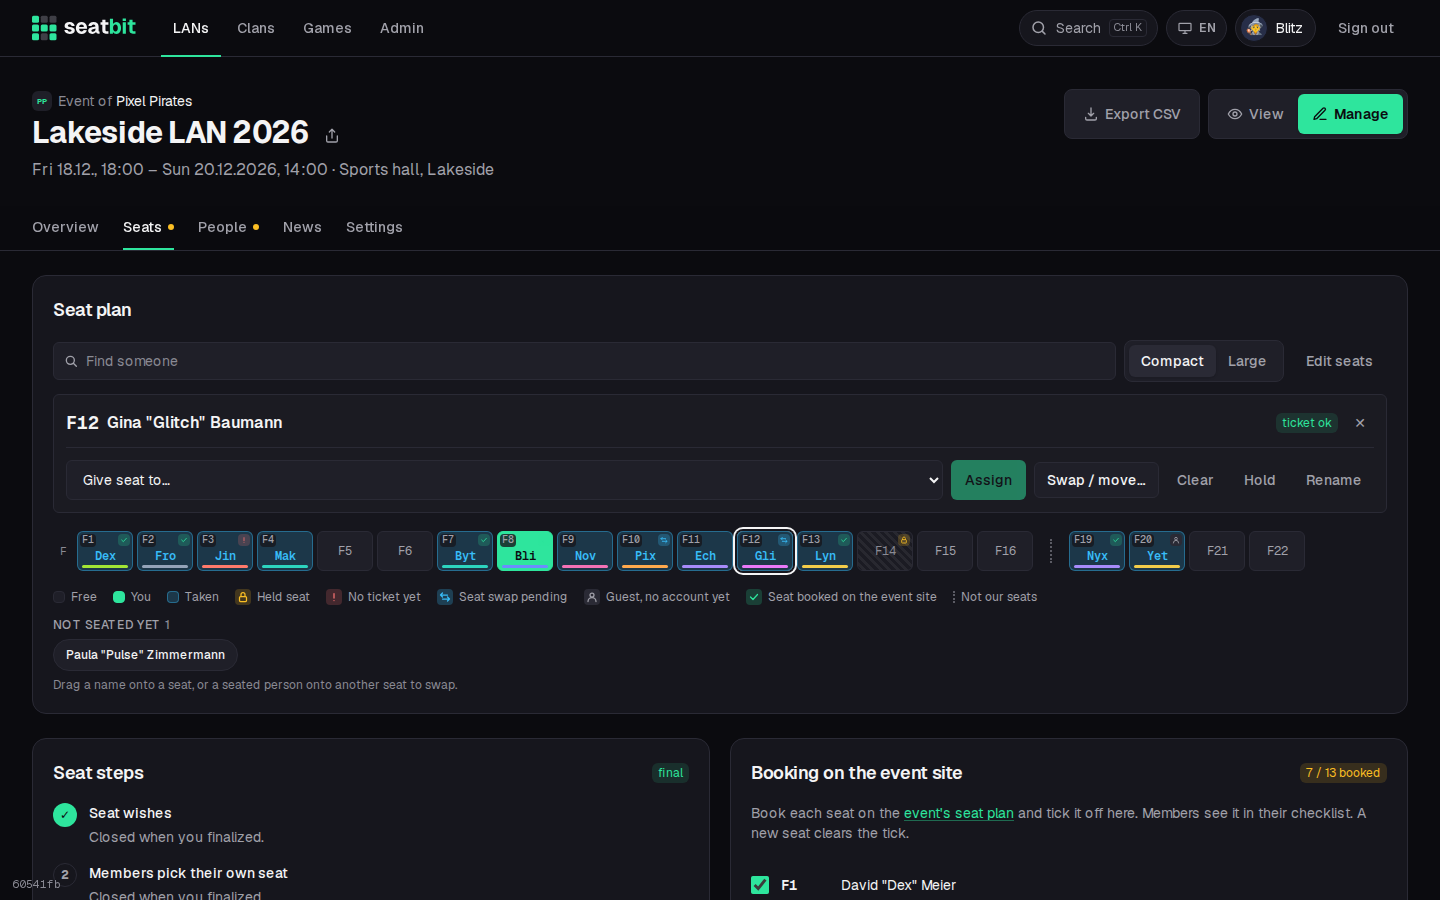 seatbit LANs Clans Games Admin Search Ctrl K EN Blitz Sign out
PP Event of Pixel Pirates
Lakeside LAN 2026
Export CSV View Manage
Fri 18.12., 18:00 – Sun 20.12.2026, 14:00 · Sports hall, Lakeside
Overview Seats People News Settings
Seat plan
Find someone Compact Large Edit seats
F12 Gina "Glitch" Baumann ticket ok ×
Give seat to… Assign Swap / move… Clear Hold Rename
F
F1 Dex
F2 Fro
F3 Jin
F4 Mak
F5
F6
F7 Byt
F8 Bli
F9 Nov
F10 Pix
F11 Ech
F12 Gli
F13 Lyn
F14
F15
F16
F19 Nyx
F20 Yet
F21
F22
Free You Taken Held seat No ticket yet Seat swap pending Guest, no account yet Seat booked on the event site Not our seats
NOT SEATED YET 1
Paula "Pulse" Zimmermann
Drag a name onto a seat, or a seated person onto another seat to swap.
Seat steps final
Seat wishes
Closed when you finalized.
2 Members pick their own seat
Closed when you finalized.
Booking on the event site 7 / 13 booked
Book each seat on the event's seat plan and tick it off here. Members see it in their checklist. A
new seat clears the tick.
F1 David "Dex" Meier
60541fb